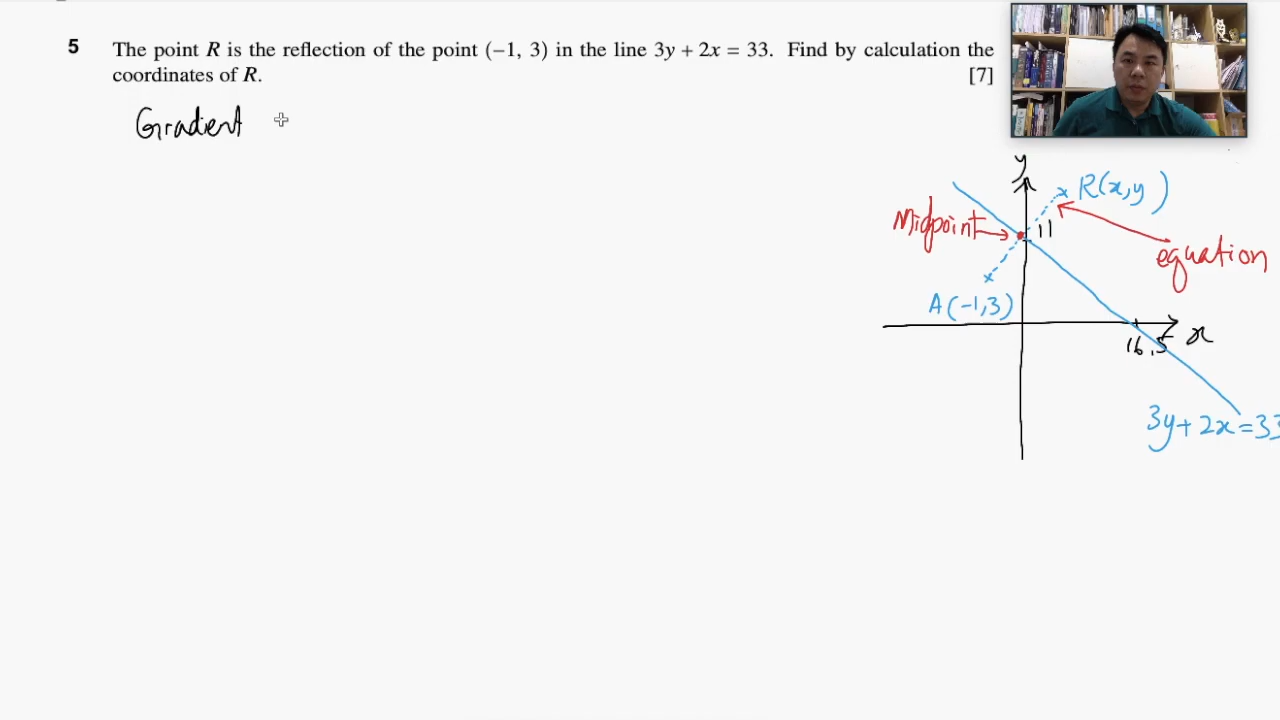 5 The point R is the reflection of the point (−1, 3) in the line 3y + 2x = 33. Find by calculation the
coordinates of R. [7]
Gradient
y
R(x,y)
Midpoint
11
equation
A(-1,3)
x
16.5
3y+2x=33